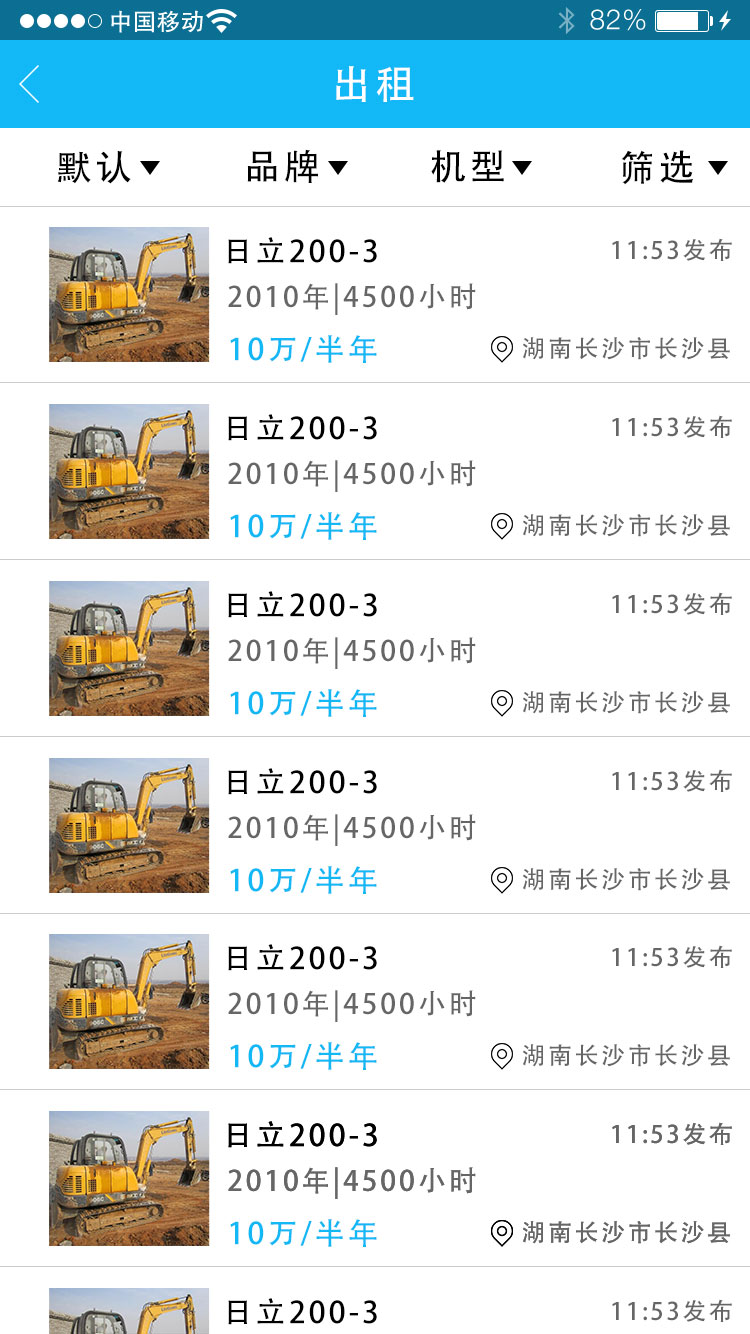 中国移动 82%
出租
默认 品牌 机型 筛选
日立200-3 11:53发布
2010年|4500小时
10万/半年 湖南长沙市长沙县
日立200-3 11:53发布
2010年|4500小时
10万/半年 湖南长沙市长沙县
日立200-3 11:53发布
2010年|4500小时
10万/半年 湖南长沙市长沙县
日立200-3 11:53发布
2010年|4500小时
10万/半年 湖南长沙市长沙县
日立200-3 11:53发布
2010年|4500小时
10万/半年 湖南长沙市长沙县
日立200-3 11:53发布
2010年|4500小时
10万/半年 湖南长沙市长沙县
日立200-3 11:53发布